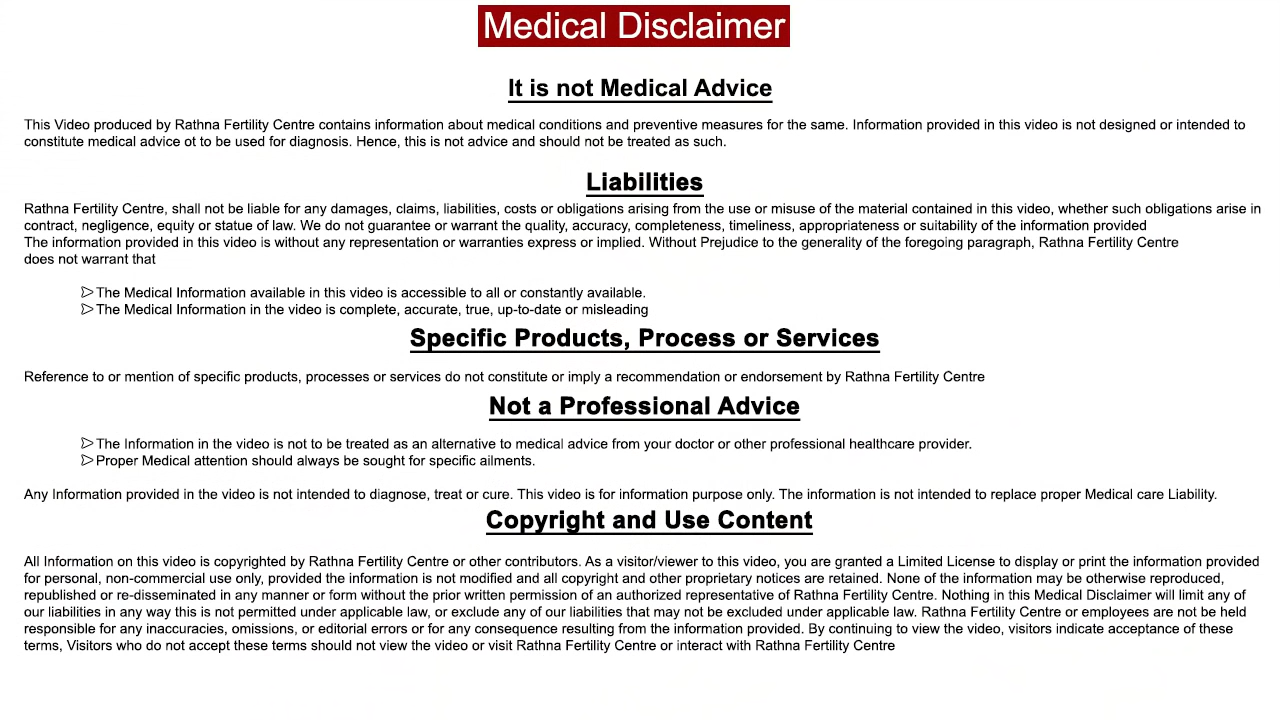 Medical Disclaimer
It is not Medical Advice
This Video produced by Rathna Fertility Centre contains information about medical conditions and preventive measures for the same. Information provided in this video is not designed or intended to
constitute medical advice ot to be used for diagnosis. Hence, this is not advice and should not be treated as such.
Liabilities
Rathna Fertility Centre, shall not be liable for any damages, claims, liabilities, costs or obligations arising from the use or misuse of the material contained in this video, whether such obligations arise in
contract, negligence, equity or statue of law. We do not guarantee or warrant the quality, accuracy, completeness, timeliness, appropriateness or suitability of the information provided
The information provided in this video is without any representation or warranties express or implied. Without Prejudice to the generality of the foregoing paragraph, Rathna Fertility Centre
does not warrant that
➢The Medical Information available in this video is accessible to all or constantly available.
➢The Medical Information in the video is complete, accurate, true, up-to-date or misleading
Specific Products, Process or Services
Reference to or mention of specific products, processes or services do not constitute or imply a recommendation or endorsement by Rathna Fertility Centre
Not a Professional Advice
➢The Information in the video is not to be treated as an alternative to medical advice from your doctor or other professional healthcare provider.
➢Proper Medical attention should always be sought for specific ailments.
Any Information provided in the video is not intended to diagnose, treat or cure. This video is for information purpose only. The information is not intended to replace proper Medical care Liability.
Copyright and Use Content
All Information on this video is copyrighted by Rathna Fertility Centre or other contributors. As a visitor/viewer to this video, you are granted a Limited License to display or print the information provided
for personal, non-commercial use only, provided the information is not modified and all copyright and other proprietary notices are retained. None of the information may be otherwise reproduced,
republished or re-disseminated in any manner or form without the prior written permission of an authorized representative of Rathna Fertility Centre. Nothing in this Medical Disclaimer will limit any of
our liabilities in any way this is not permitted under applicable law, or exclude any of our liabilities that may not be excluded under applicable law. Rathna Fertility Centre or employees are not be held
responsible for any inaccuracies, omissions, or editorial errors or for any consequence resulting from the information provided. By continuing to view the video, visitors indicate acceptance of these
terms, Visitors who do not accept these terms should not view the video or visit Rathna Fertility Centre or interact with Rathna Fertility Centre